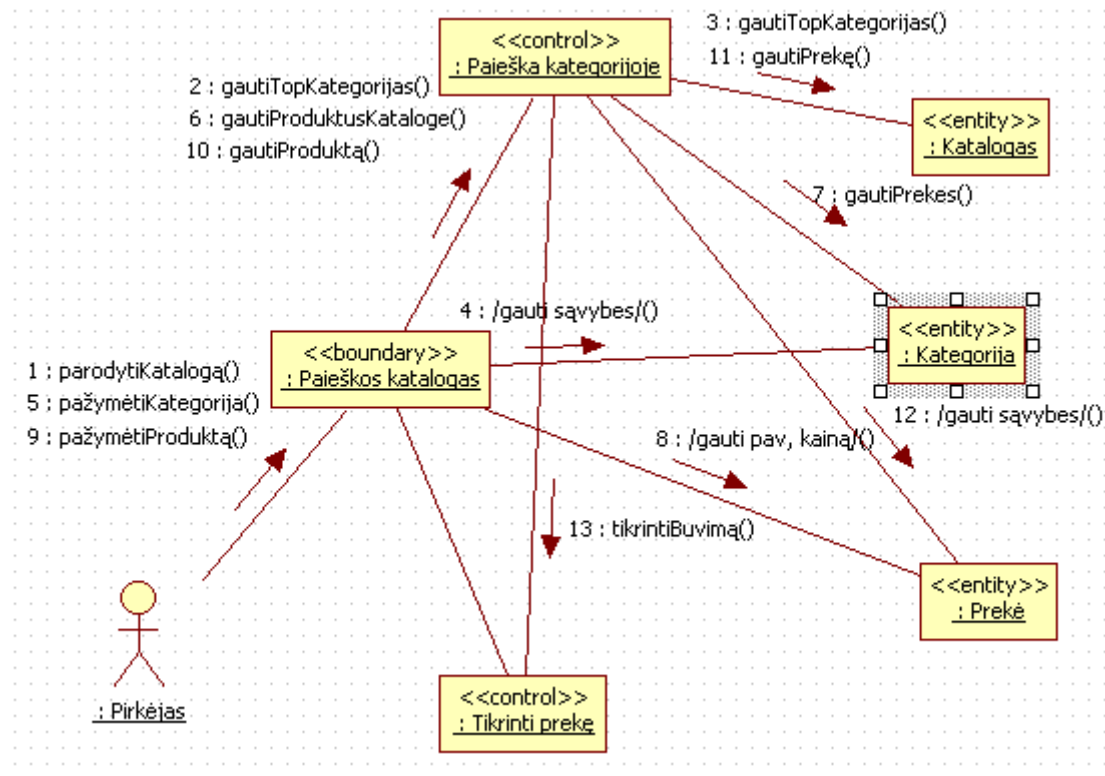 3 : gautiTopKategorijas()
11 : gautiPrekę()
<<control>>
: Paieška kategorijoje
2 : gautiTopKategorijas()
6 : gautiProduktusKataloge()
10 : gautiProduktą()
<<entity>>
: Katalogas
7 : gautiPrekes()
4 : /gauti sąvybes/()
<<entity>>
: Kategorija
<<boundary>>
: Paieškos katalogas
1 : parodytiKatalogą()
5 : pažymėtiKategorija()
9 : pažymėtiProduktą()
12 : /gauti sąvybes/()
8 : /gauti pav, kainą/()
13 : tikrintiBuvimą()
<<entity>>
: Prekė
<<control>>
: Tikrinti prekę
: Pirkėjas